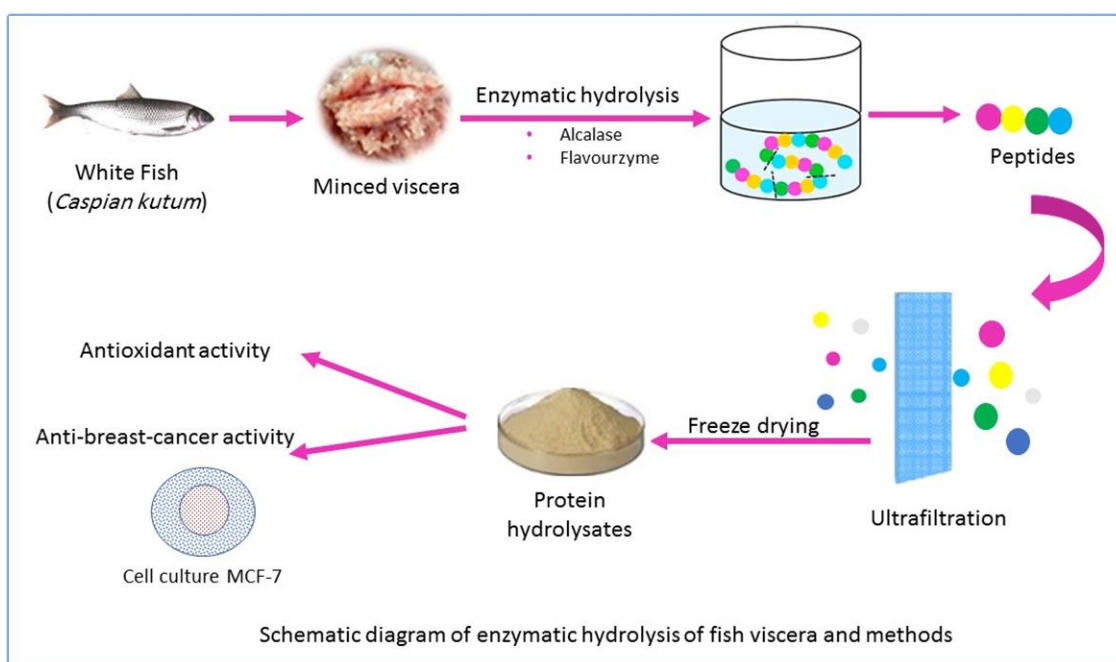 White Fish
(Caspian kutum)
Minced viscera
Enzymatic hydrolysis
• Alcalase
• Flavourzyme
Peptides
Ultrafiltration
Freeze drying
Protein
hydrolysates
Antioxidant activity
Anti-breast-cancer activity
Cell culture MCF-7
Schematic diagram of enzymatic hydrolysis of fish viscera and methods